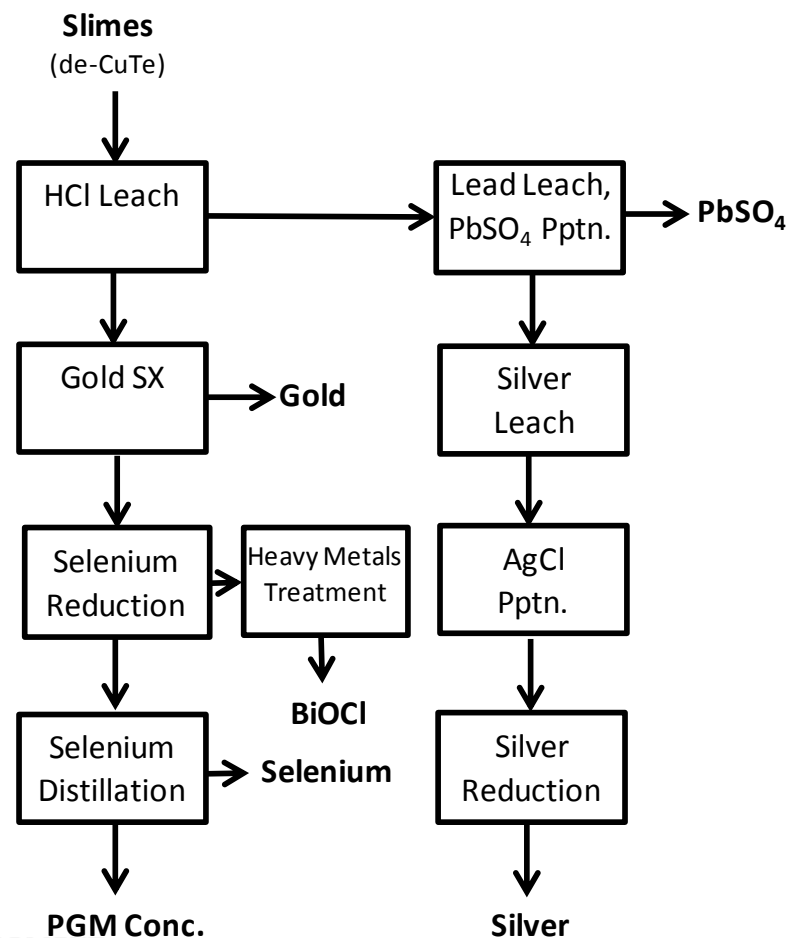 Slimes
(de-CuTe)
HCl Leach
Lead Leach,
PbSO₄ Pptn.
PbSO₄
Gold SX
Gold
Silver
Leach
Selenium
Reduction
Heavy Metals
Treatment
AgCl
Pptn.
BiOCl
Selenium
Distillation
Selenium
Silver
Reduction
PGM Conc.
Silver